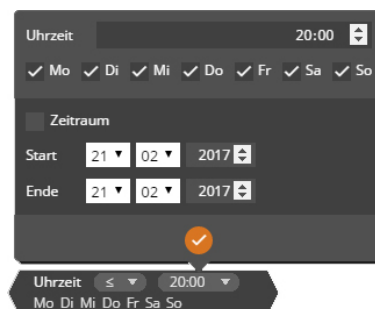 Uhrzeit 20:00
Mo Di Mi Do Fr Sa So
Zeitraum
Start 21 02 2017
Ende 21 02 2017
Uhrzeit ≤ 20:00
Mo Di Mi Do Fr Sa So